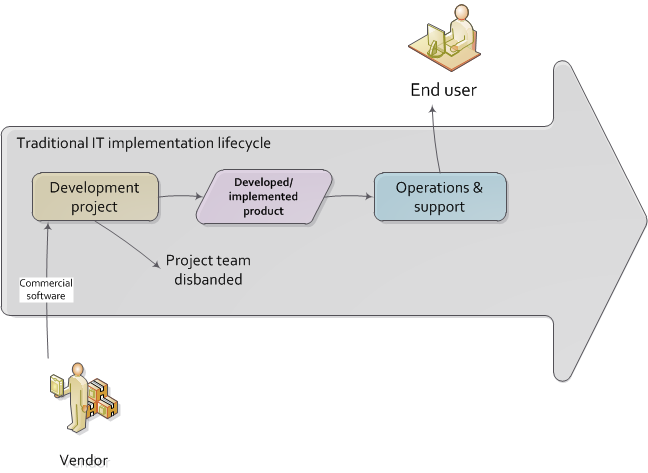 End user
Traditional IT implementation lifecycle
Development
project
Developed/
implemented
product
Operations &
support
Project team
disbanded
Commercial
software
Vendor